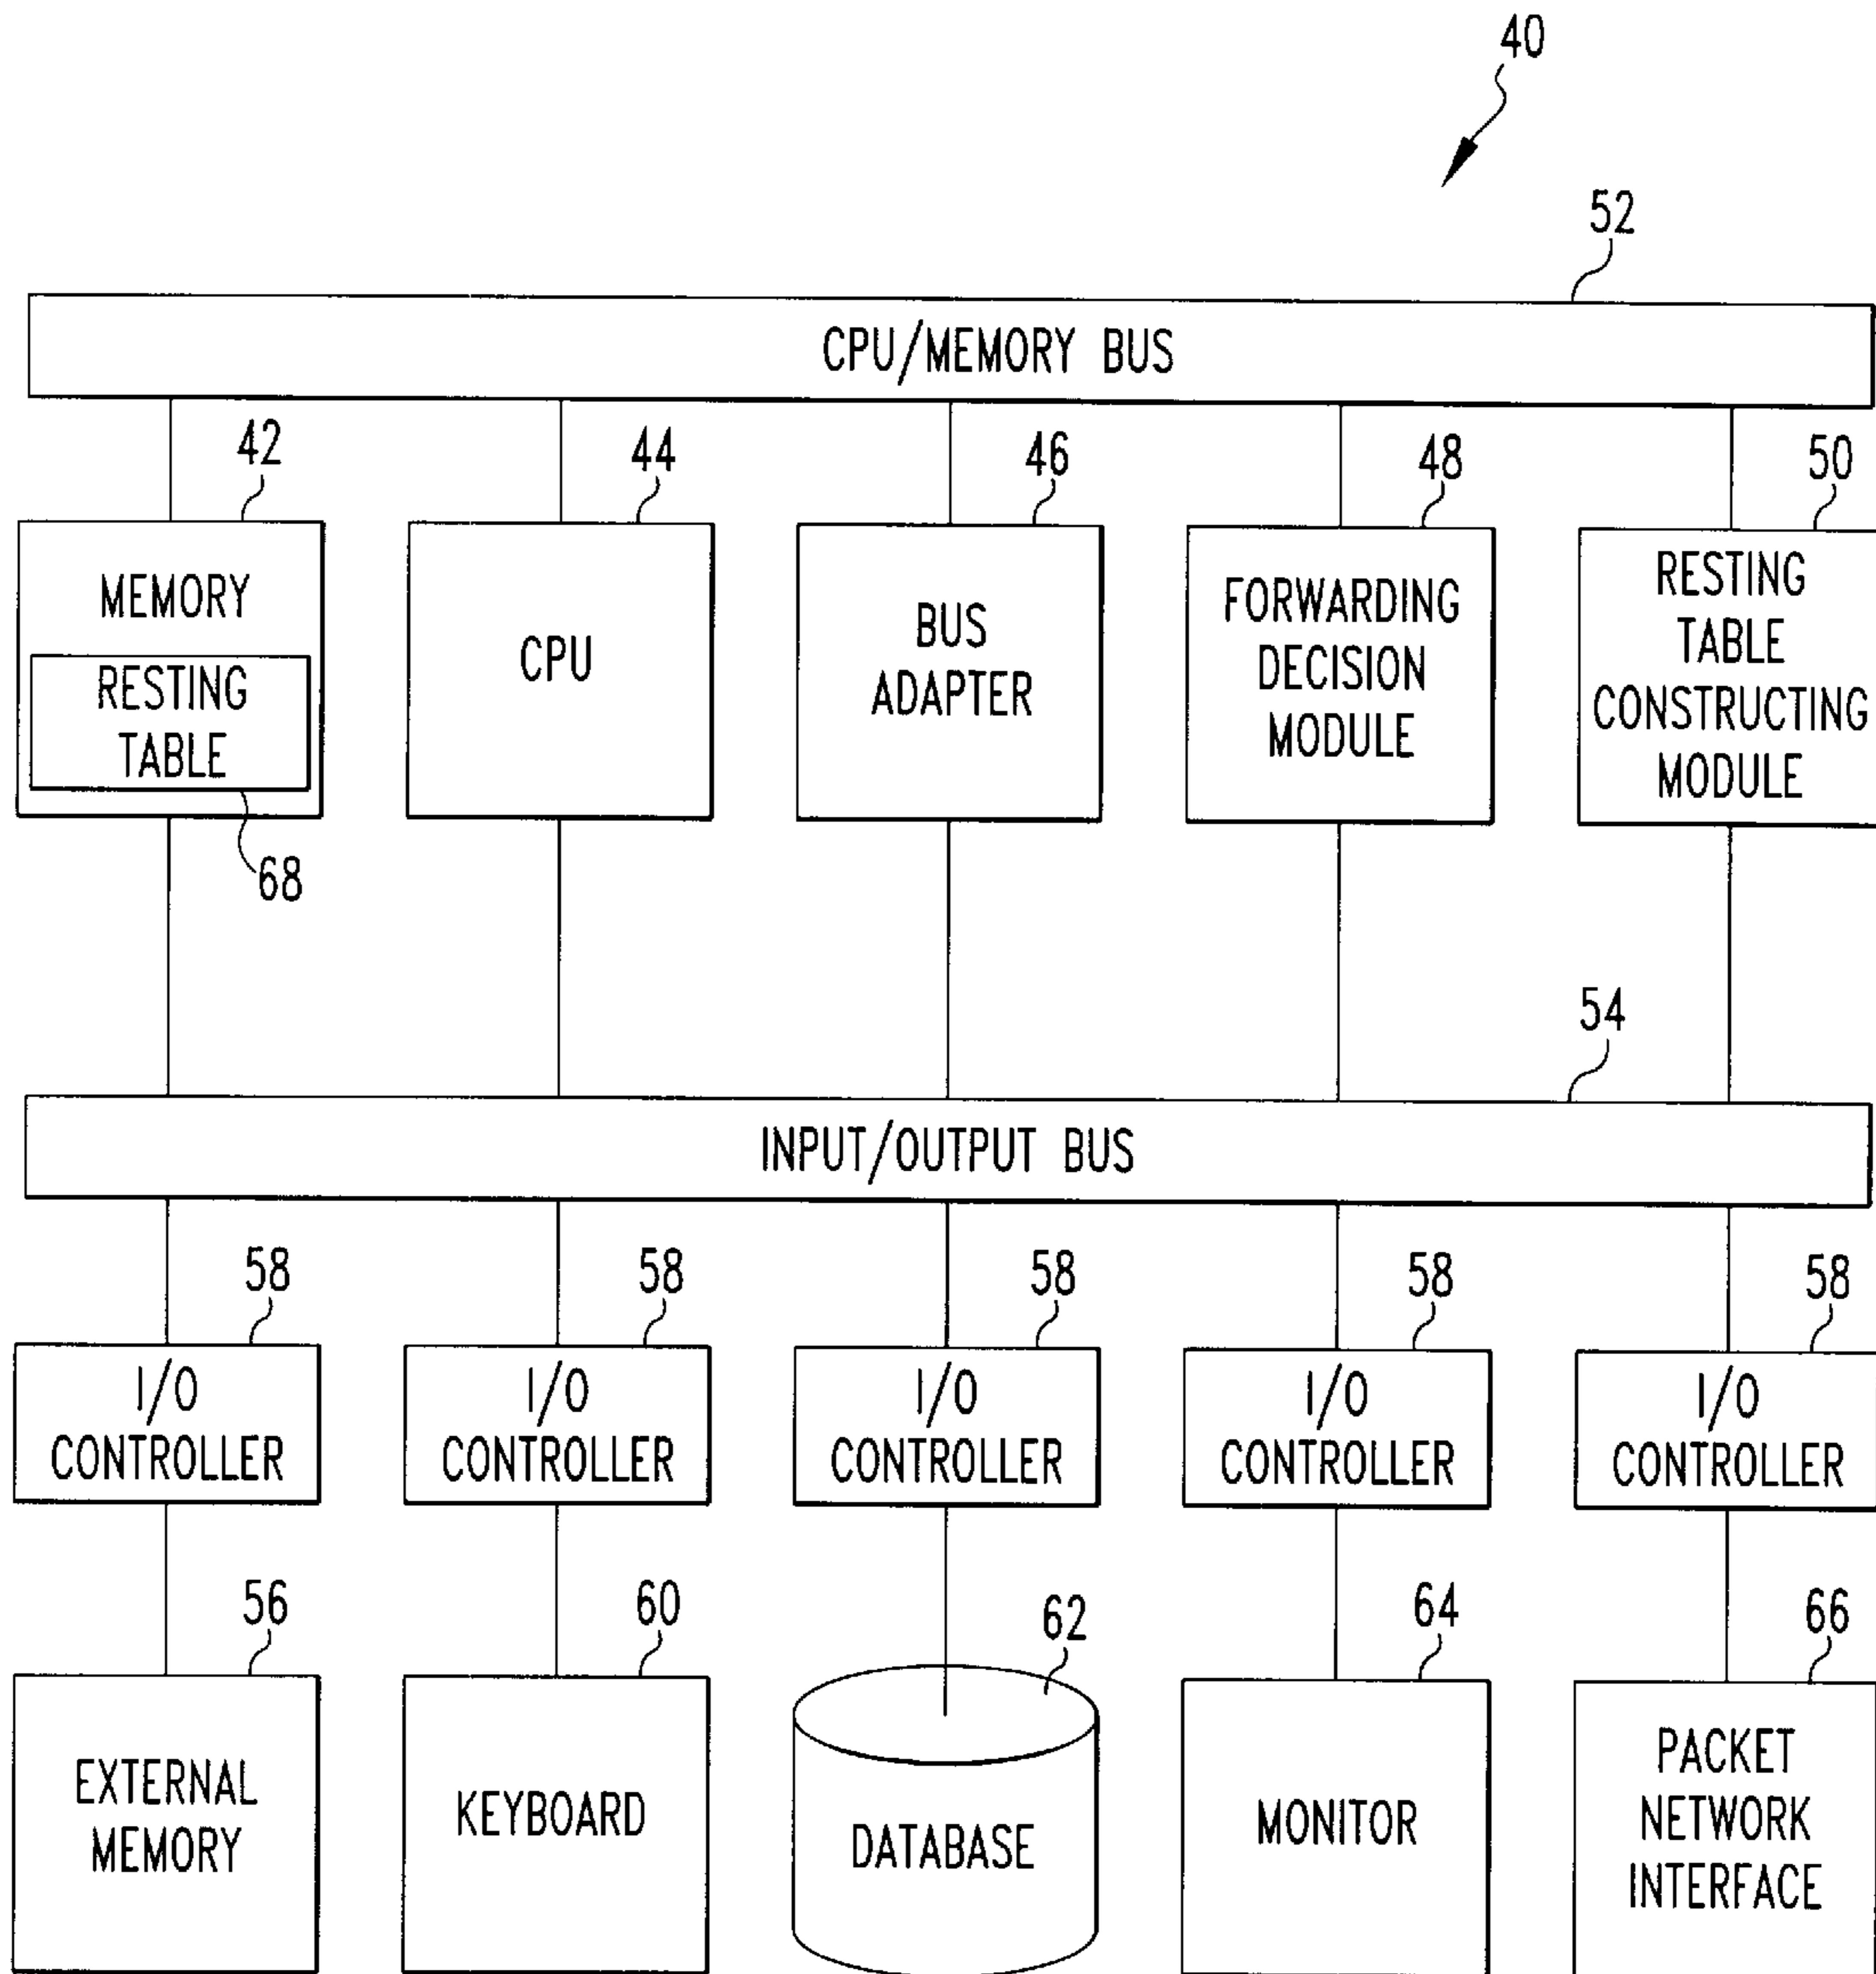 40
52
CPU/MEMORY BUS
42
44
46
48
50
MEMORY
RESTING
TABLE
68
CPU
BUS
ADAPTER
FORWARDING
DECISION
MODULE
RESTING
TABLE
CONSTRUCTING
MODULE
54
INPUT/OUTPUT BUS
58
58
58
58
58
I/O
CONTROLLER
I/O
CONTROLLER
I/O
CONTROLLER
I/O
CONTROLLER
I/O
CONTROLLER
56
60
62
64
66
EXTERNAL
MEMORY
KEYBOARD
DATABASE
MONITOR
PACKET
NETWORK
INTERFACE